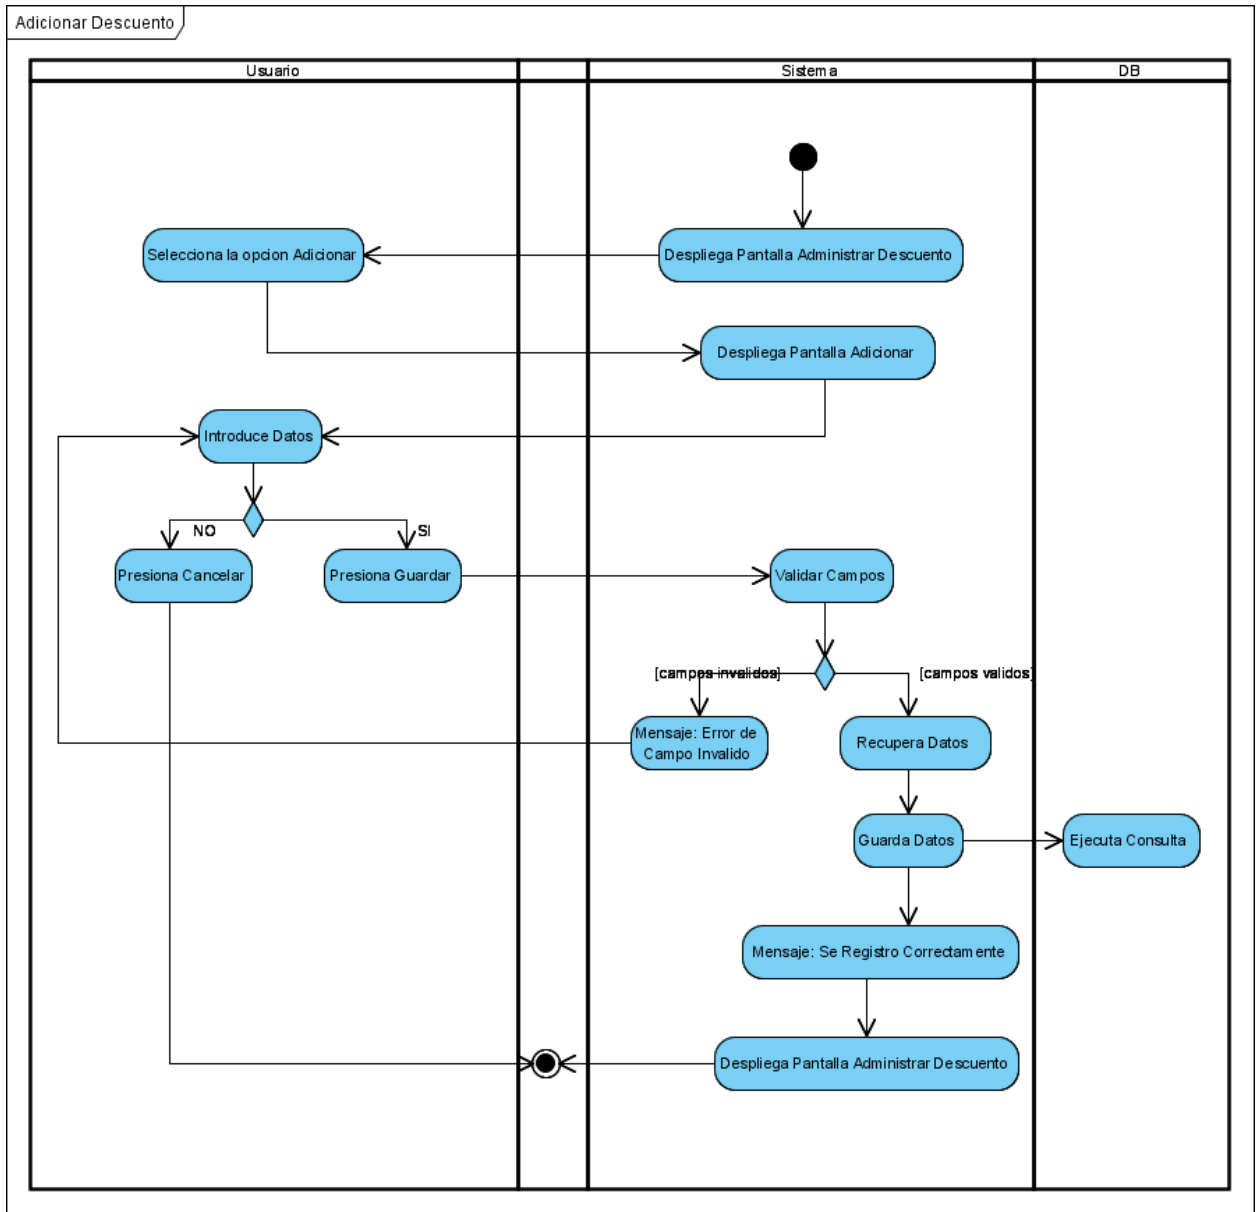 Adicionar Descuento
Usuario
Sistema
DB
Selecciona la opcion Adicionar
Despliega Pantalla Administrar Descuento
Despliega Pantalla Adicionar
Introduce Datos
NO
SI
Presiona Cancelar
Presiona Guardar
Validar Campos
[campos invalidos]
[campos validos]
Mensaje: Error de
Campo Invalido
Recupera Datos
Guarda Datos
Ejecuta Consulta
Mensaje: Se Registro Correctamente
Despliega Pantalla Administrar Descuento